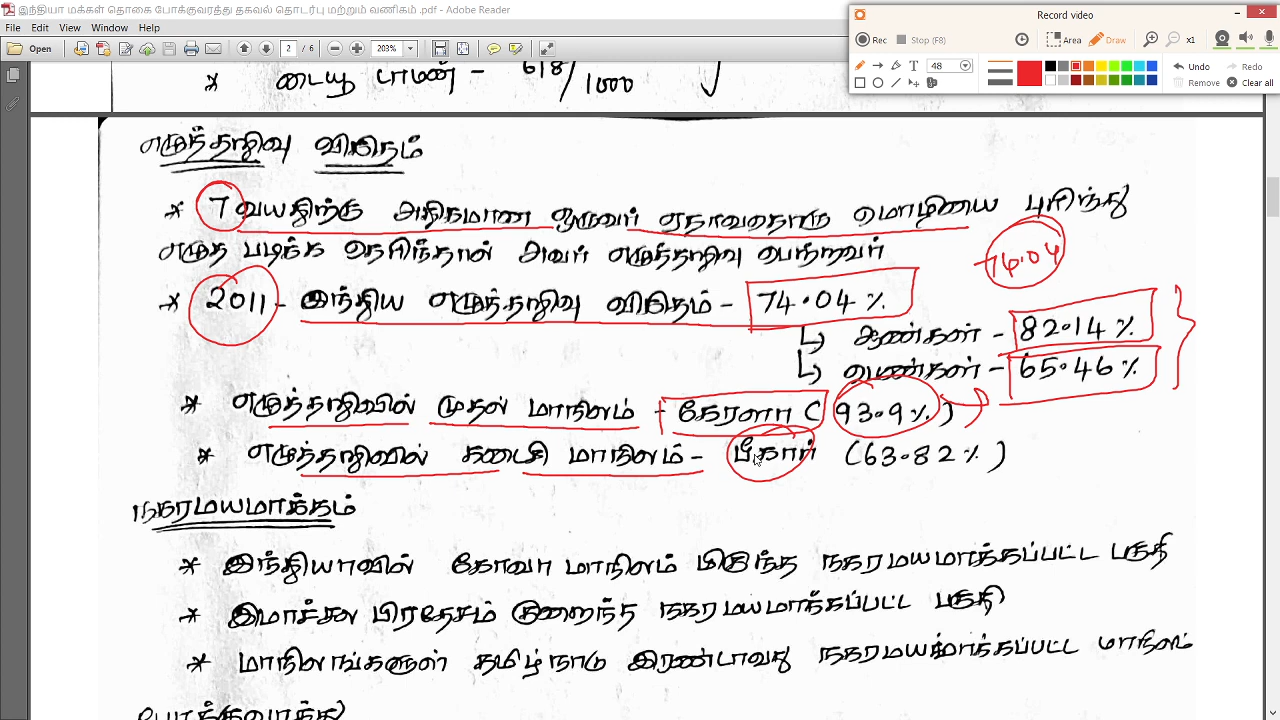 இந்தியா மக்கள் தொகை போக்குவரத்து தகவல் தொடர்பு மற்றும் வணிகம் .pdf - Adobe Reader
File Edit View Window Help
Open 2 / 6 203%
Record video
Rec Stop (F8) Area Draw x1
48 Undo Redo
Remove Clear all
* டையூ டாமன் - 618/1000
எழுத்தறிவு விகிதம்
* 7 வயதிற்கு அதிகமான ஒருவர் ஏதாவதொரு மொழியை புரிந்து
எழுத படிக்க தெரிந்தால் அவர் எழுத்தறிவு பெற்றவர்
74.04
* 2011 - இந்திய எழுத்தறிவு விகிதம் - 74.04 %
ஆண்கள் - 82.14 %
பெண்கள் - 65.46 %
* எழுத்தறிவில் முதல் மாநிலம் - கேரளா ( 93.9 % )
* எழுத்தறிவில் கடைசி மாநிலம் - பீகார் (63.82 % )
நகரமயமாக்கம்
* இந்தியாவில் கோவா மாநிலம் மிகுந்த நகரமயமாக்கப்பட்ட பகுதி
* இமாச்சல பிரதேசம் குறைந்த நகரமயமாக்கப்பட்ட பகுதி
* மாநிலங்களுள் தமிழ்நாடு இரண்டாவது நகரமயமாக்கப்பட்ட மாநிலம்